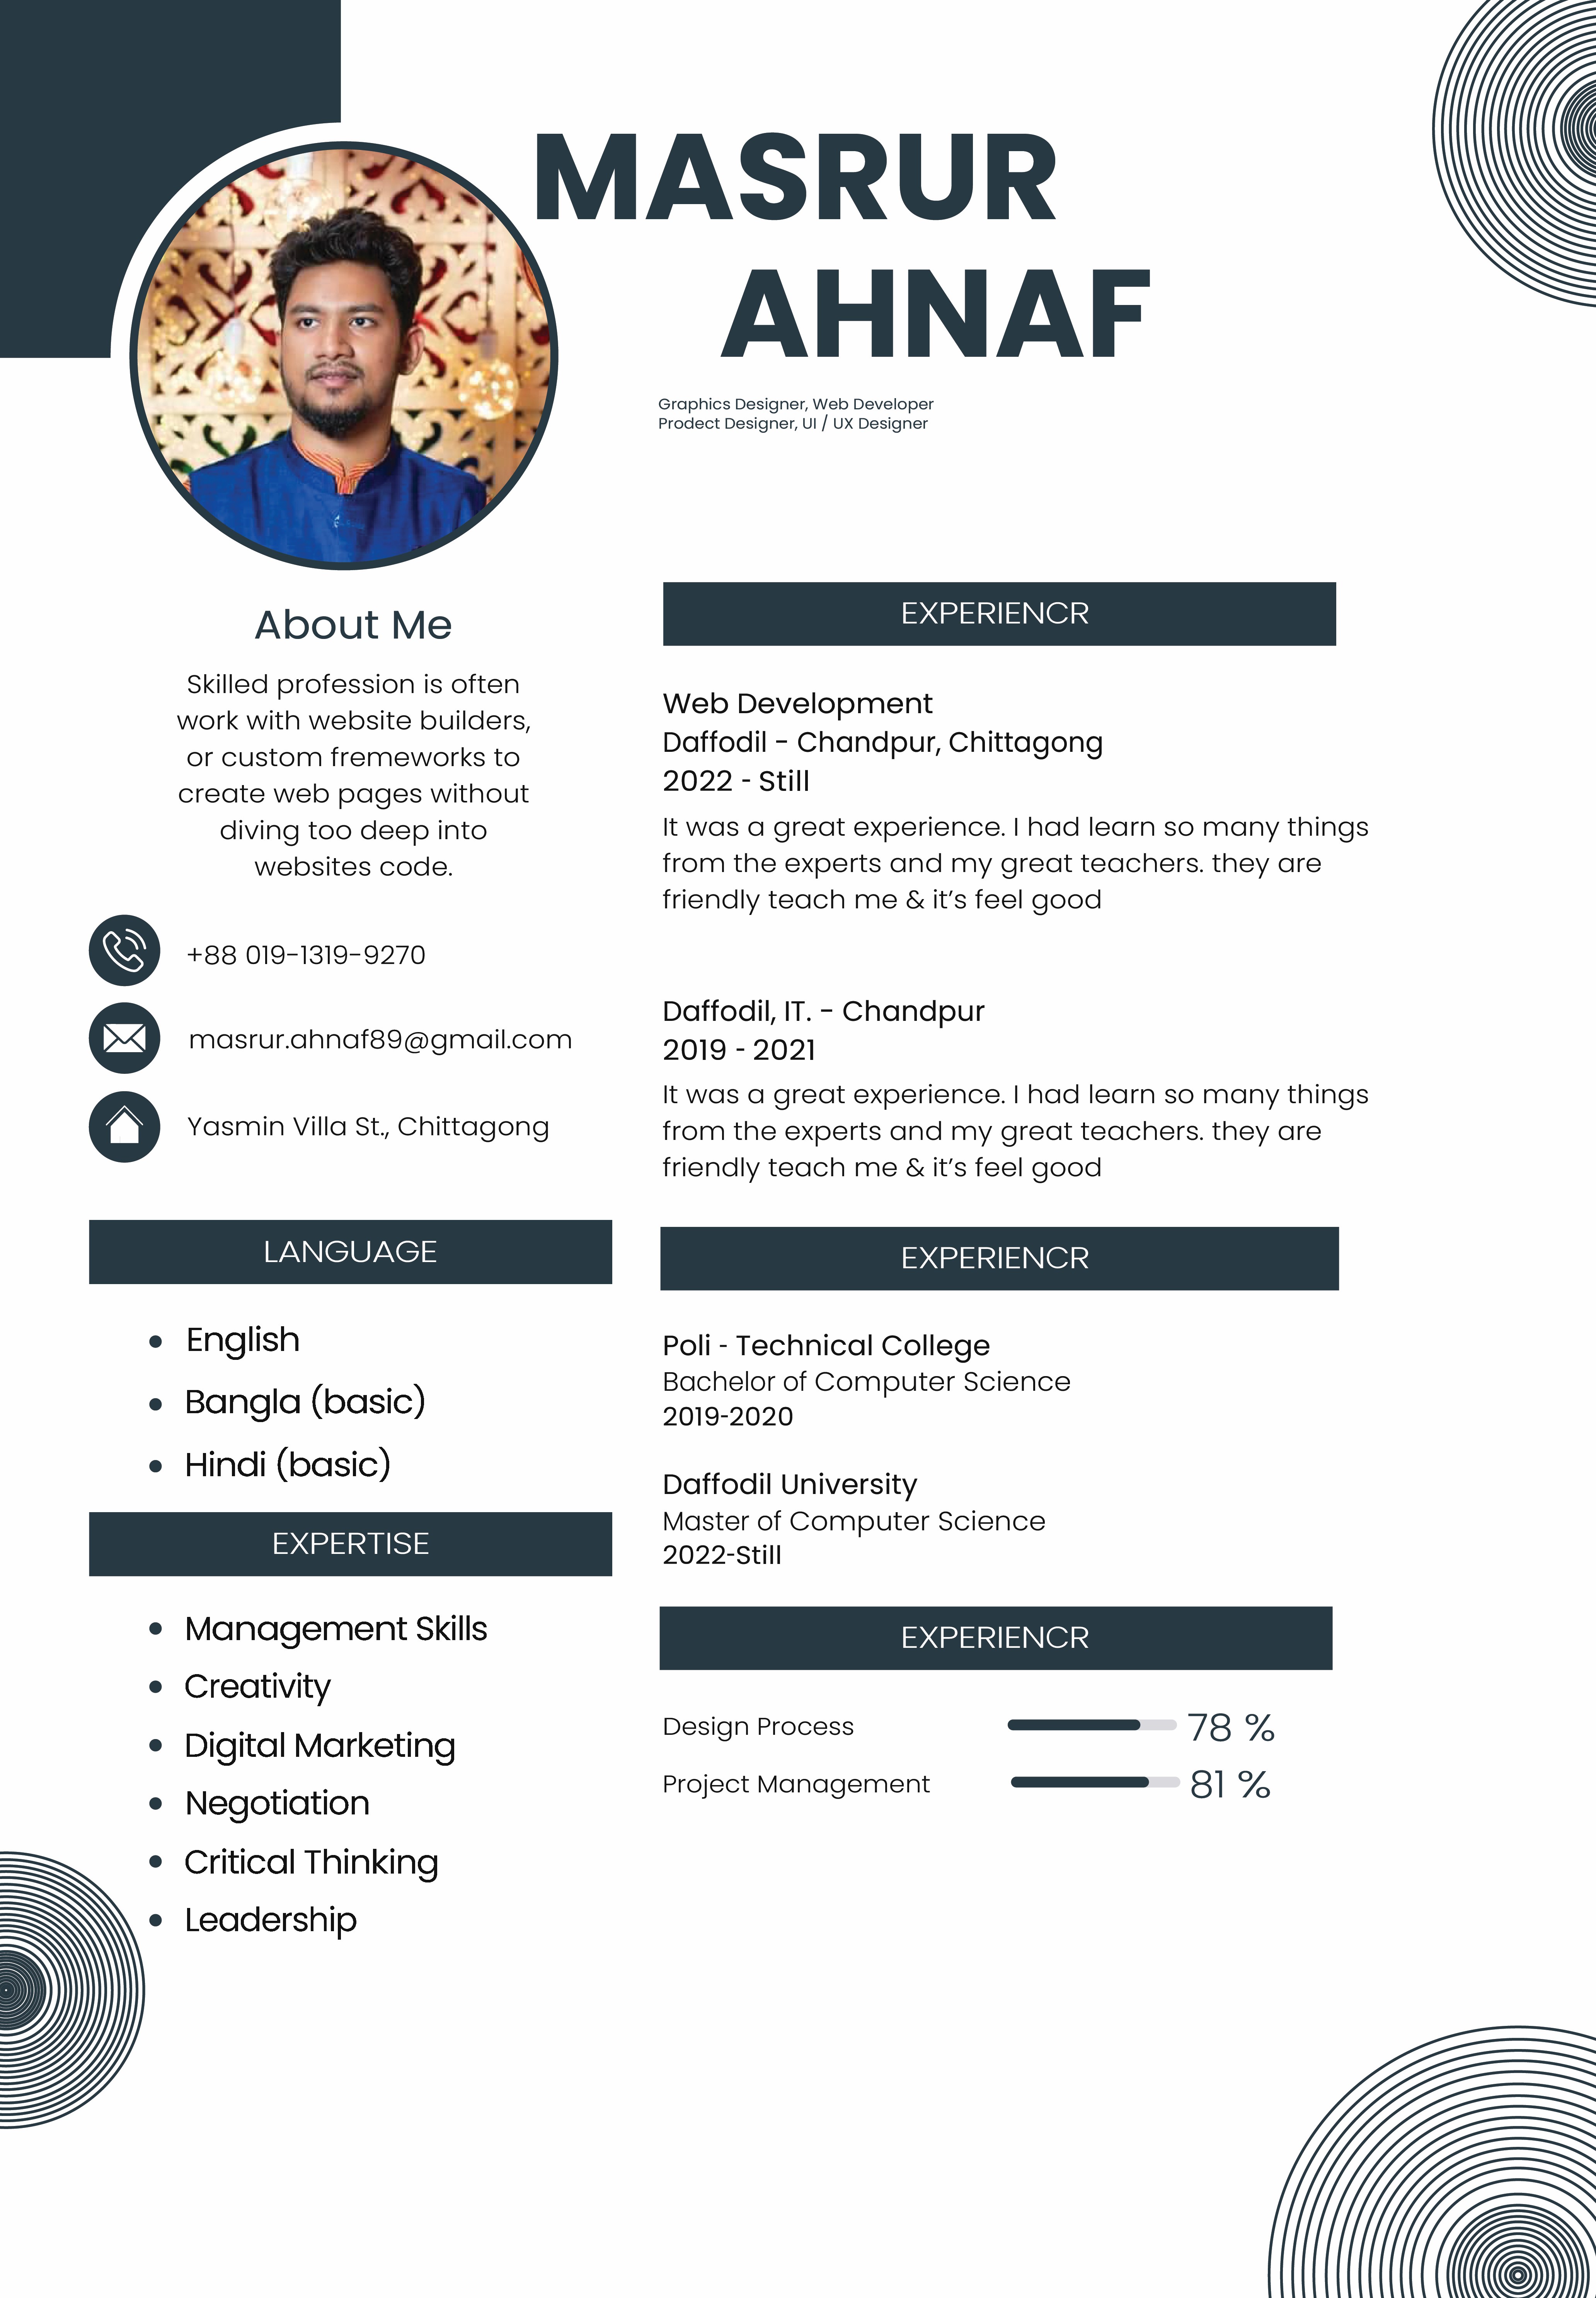 MASRUR
AHNAF
Graphics Designer, Web Developer
Prodect Designer, UI / UX Designer
About Me
Skilled profession is often
work with website builders,
or custom fremeworks to
create web pages without
diving too deep into
websites code.
+88 019-1319-9270
masrur.ahnaf89@gmail.com
Yasmin Villa St., Chittagong
LANGUAGE
English
Bangla (basic)
Hindi (basic)
EXPERTISE
Management Skills
Creativity
Digital Marketing
Negotiation
Critical Thinking
Leadership
EXPERIENCR
Web Development
Daffodil - Chandpur, Chittagong
2022 - Still
It was a great experience. I had learn so many things
from the experts and my great teachers. they are
friendly teach me & it’s feel good
Daffodil, IT. - Chandpur
2019 - 2021
It was a great experience. I had learn so many things
from the experts and my great teachers. they are
friendly teach me & it’s feel good
EXPERIENCR
Poli - Technical College
Bachelor of Computer Science
2019-2020
Daffodil University
Master of Computer Science
2022-Still
EXPERIENCR
Design Process 78 %
Project Management 81 %